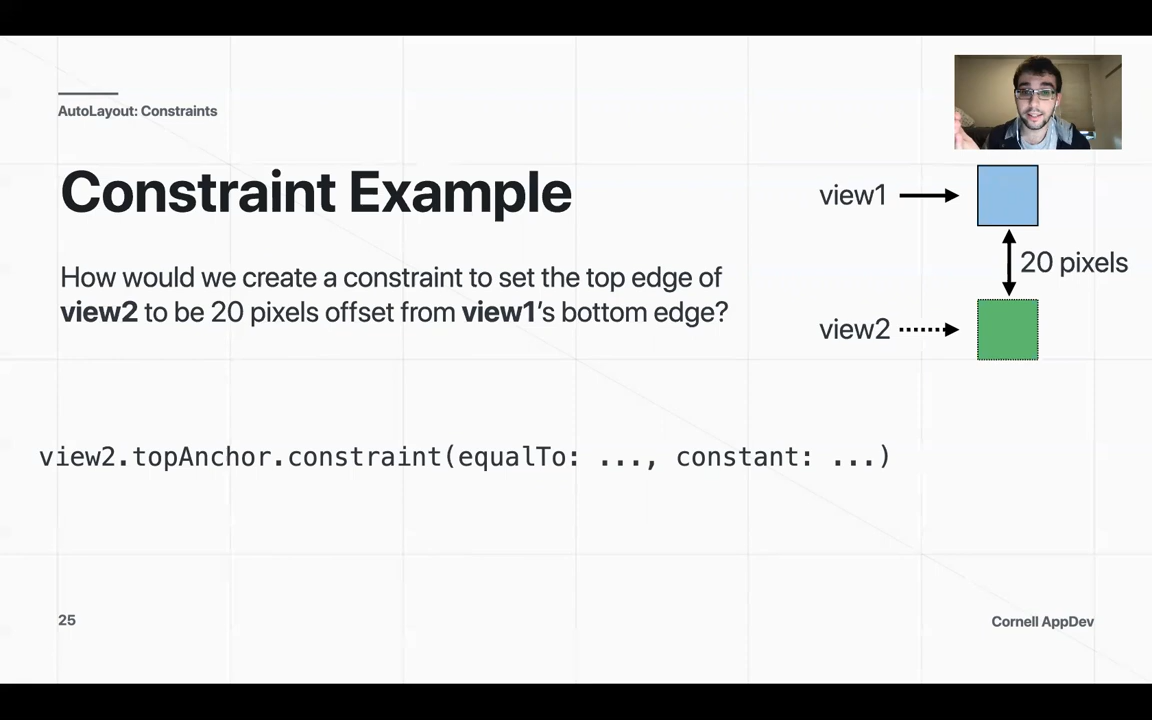 AutoLayout: Constraints
Constraint Example
How would we create a constraint to set the top edge of
view2 to be 20 pixels offset from view1's bottom edge?
view1
20 pixels
view2
view2.topAnchor.constraint(equalTo: ..., constant: ...)
25
Cornell AppDev